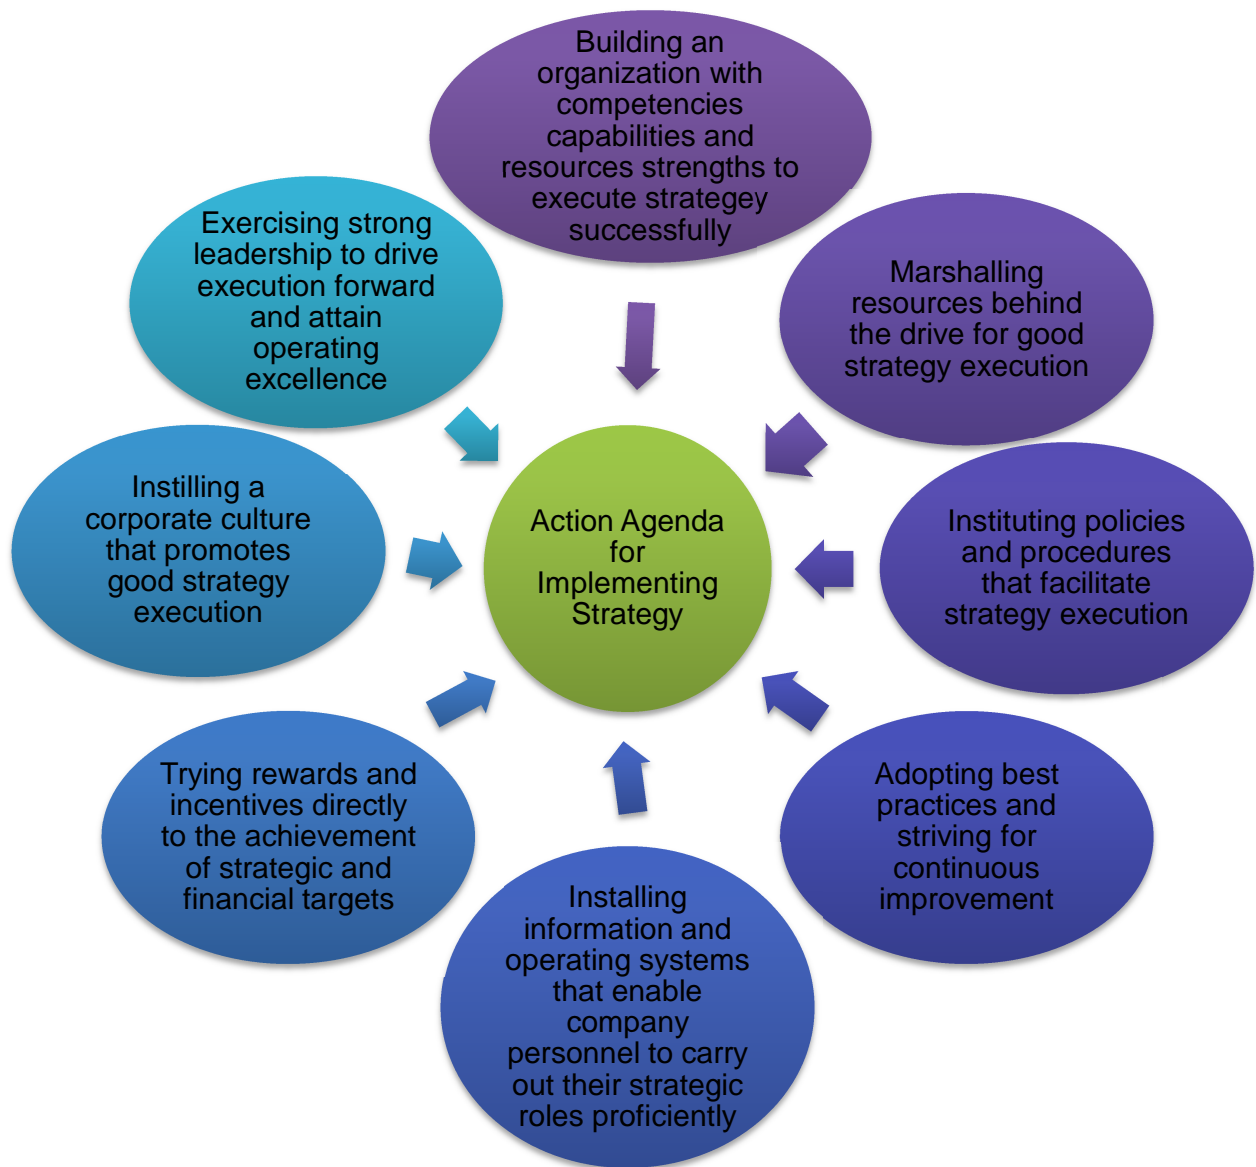 Building an
organization with
competencies
capabilities and
resources strengths to
execute strategey
successfully
Marshalling
resources behind
the drive for good
strategy execution
Instituting policies
and procedures
that facilitate
strategy execution
Adopting best
practices and
striving for
continuous
improvement
Installing
information and
operating systems
that enable
company
personnel to carry
out their strategic
roles proficiently
Trying rewards and
incentives directly
to the achievement
of strategic and
financial targets
Instilling a
corporate culture
that promotes
good strategy
execution
Exercising strong
leadership to drive
execution forward
and attain
operating
excellence
Action Agenda
for
Implementing
Strategy